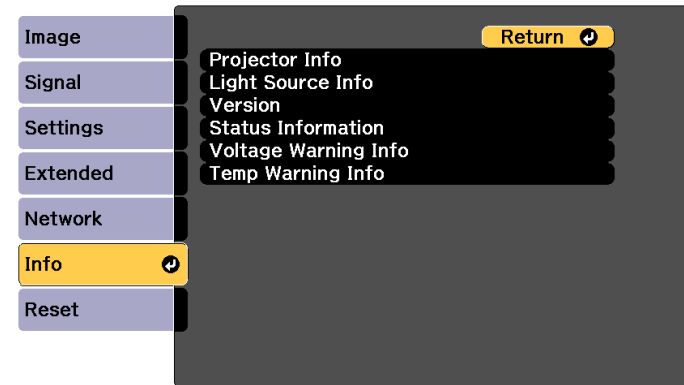 Image
Signal
Settings
Extended
Network
Info
Reset
Return
Projector Info
Light Source Info
Version
Status Information
Voltage Warning Info
Temp Warning Info